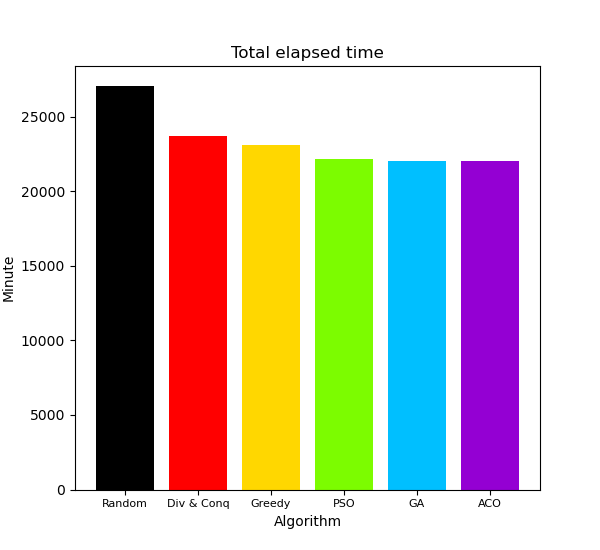 Total elapsed time
Minute
25000
20000
15000
10000
5000
0
Random Div & Conq Greedy PSO GA ACO
Algorithm